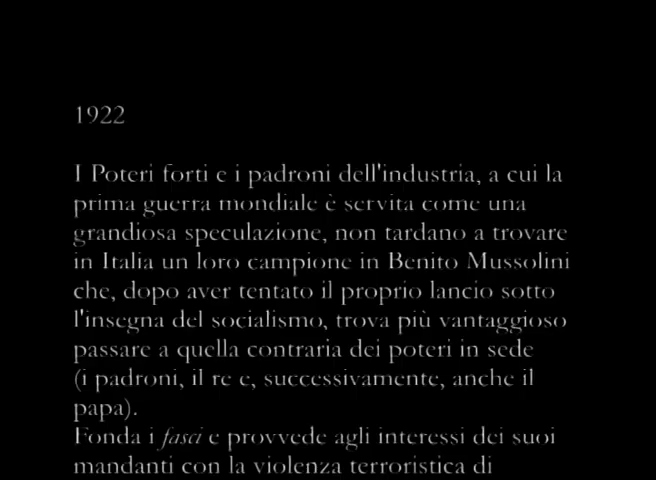 1922
I Poteri forti e i padroni dell'industria, a cui la
prima guerra mondiale è servita come una
grandiosa speculazione, non tardano a trovare
in Italia un loro campione in Benito Mussolini
che, dopo aver tentato il proprio lancio sotto
l'insegna del socialismo, trova più vantaggioso
passare a quella contraria dei poteri in sede
(i padroni, il re e, successivamente, anche il
papa).
Fonda i fasci e provvede agli interessi dei suoi
mandanti con la violenza terroristica di